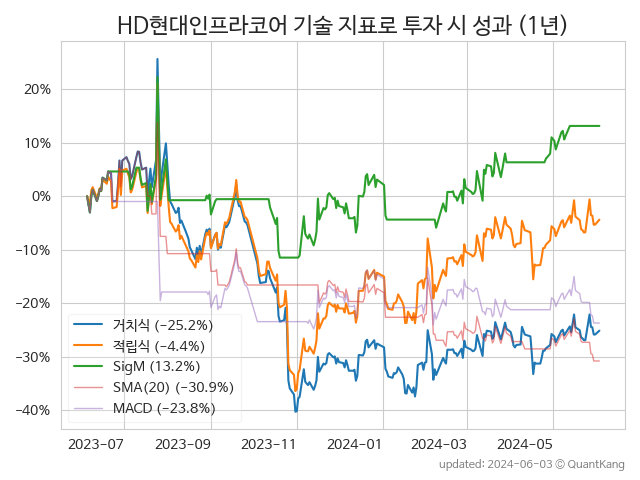 HD현대인프라코어 기술 지표로 투자 시 성과 (1년)
20%
10%
0%
−10%
−20%
−30%
−40%
거치식 (−25.2%)
적립식 (−4.4%)
SigM (13.2%)
SMA(20) (−30.9%)
MACD (−23.8%)
2023-07
2023-09
2023-11
2024-01
2024-03
2024-05
updated: 2024-06-03 ⓒ QuantKang